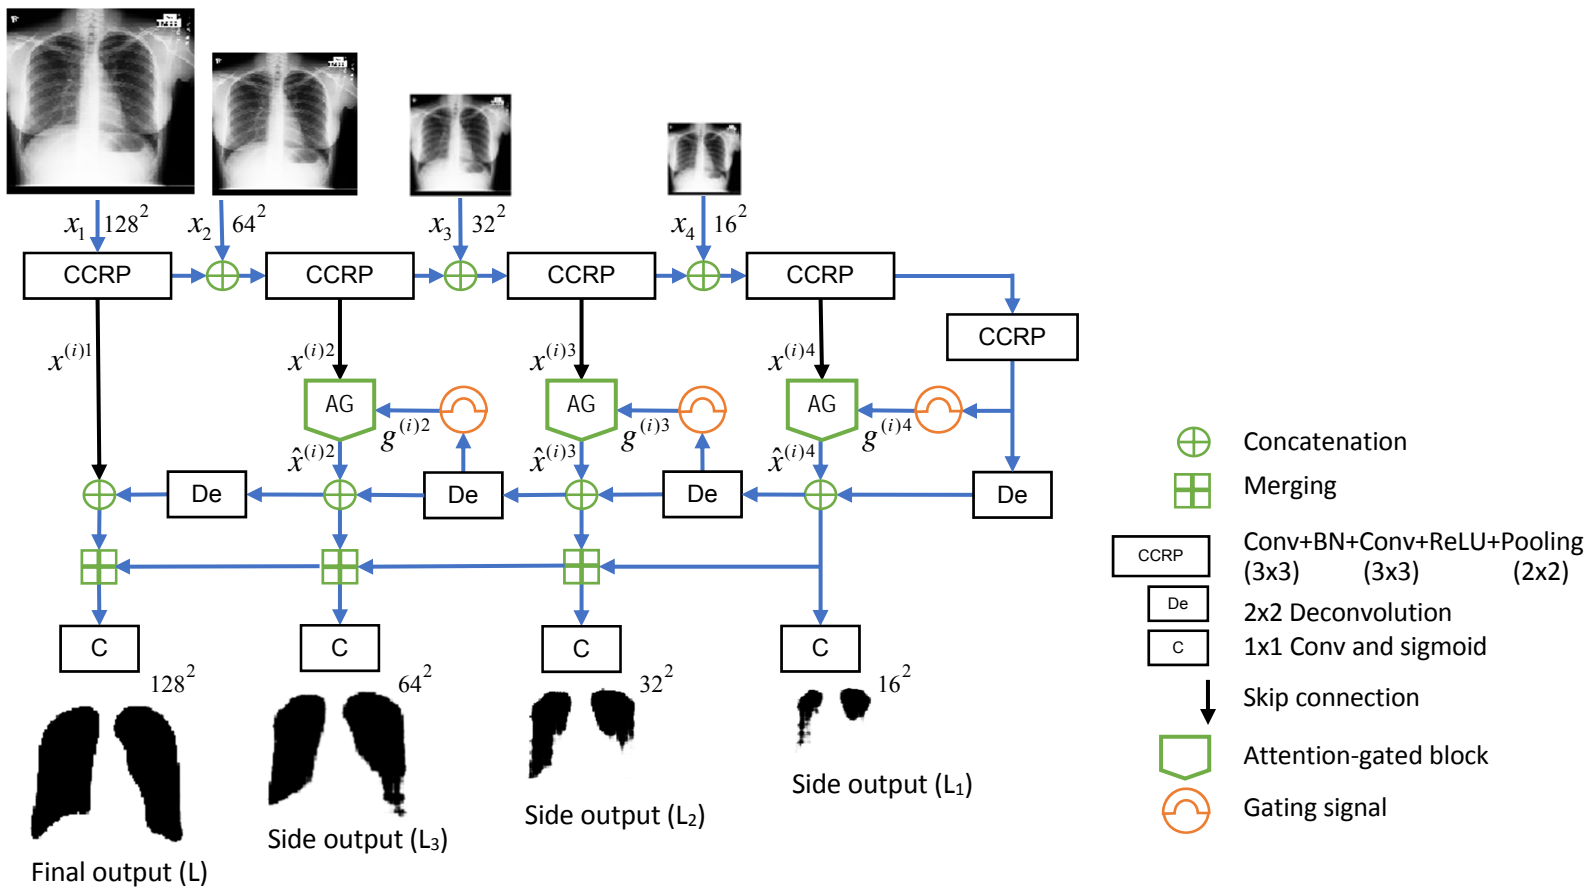 x₁ 128² x₂ 64² x₃ 32² x₄ 16²
CCRP CCRP CCRP CCRP
CCRP
x⁽ⁱ⁾¹ x⁽ⁱ⁾² x⁽ⁱ⁾³ x⁽ⁱ⁾⁴
AG AG AG
g⁽ⁱ⁾² g⁽ⁱ⁾³ g⁽ⁱ⁾⁴
x̂⁽ⁱ⁾² x̂⁽ⁱ⁾³ x̂⁽ⁱ⁾⁴
De De De De
C C C C
128² 64² 32² 16²
Side output (L₁)
Side output (L₂)
Side output (L₃)
Final output (L)
Concatenation
Merging
CCRP Conv+BN+Conv+ReLU+Pooling
(3x3) (3x3) (2x2)
De 2x2 Deconvolution
C 1x1 Conv and sigmoid
Skip connection
Attention-gated block
Gating signal